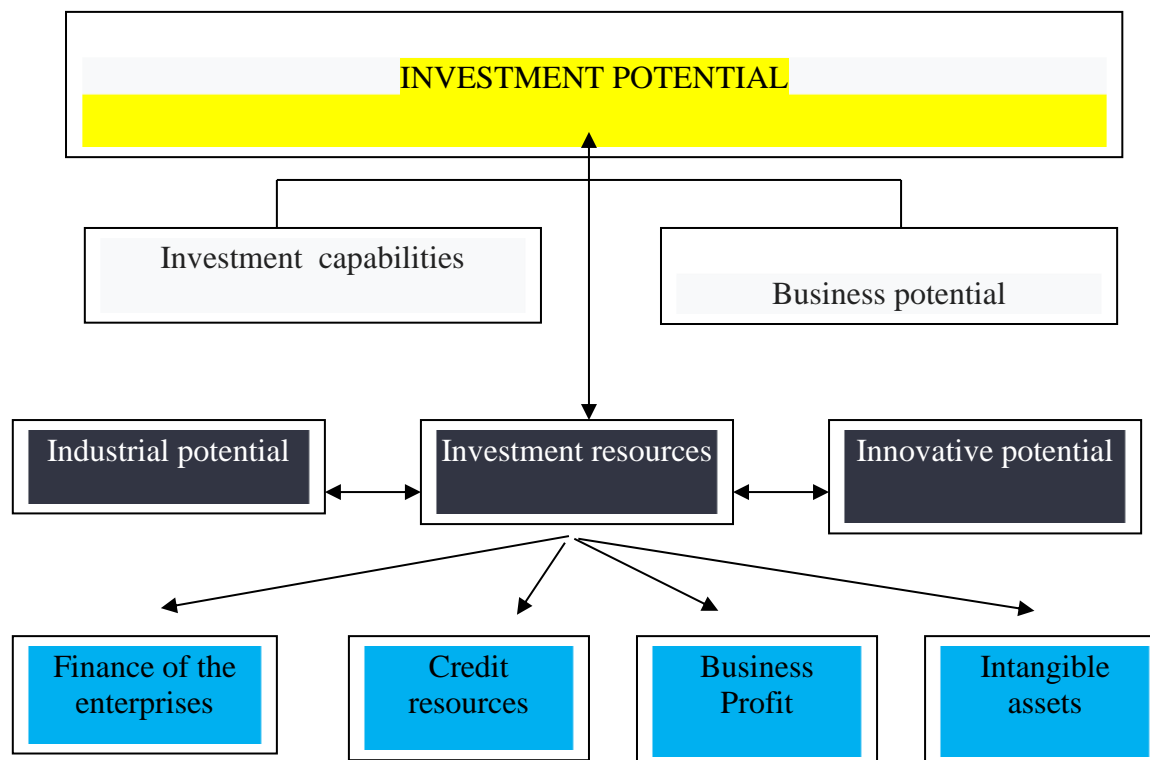 INVESTMENT POTENTIAL
Investment capabilities
Business potential
Industrial potential
Investment resources
Innovative potential
Finance of the
enterprises
Credit
resources
Business
Profit
Intangible
assets